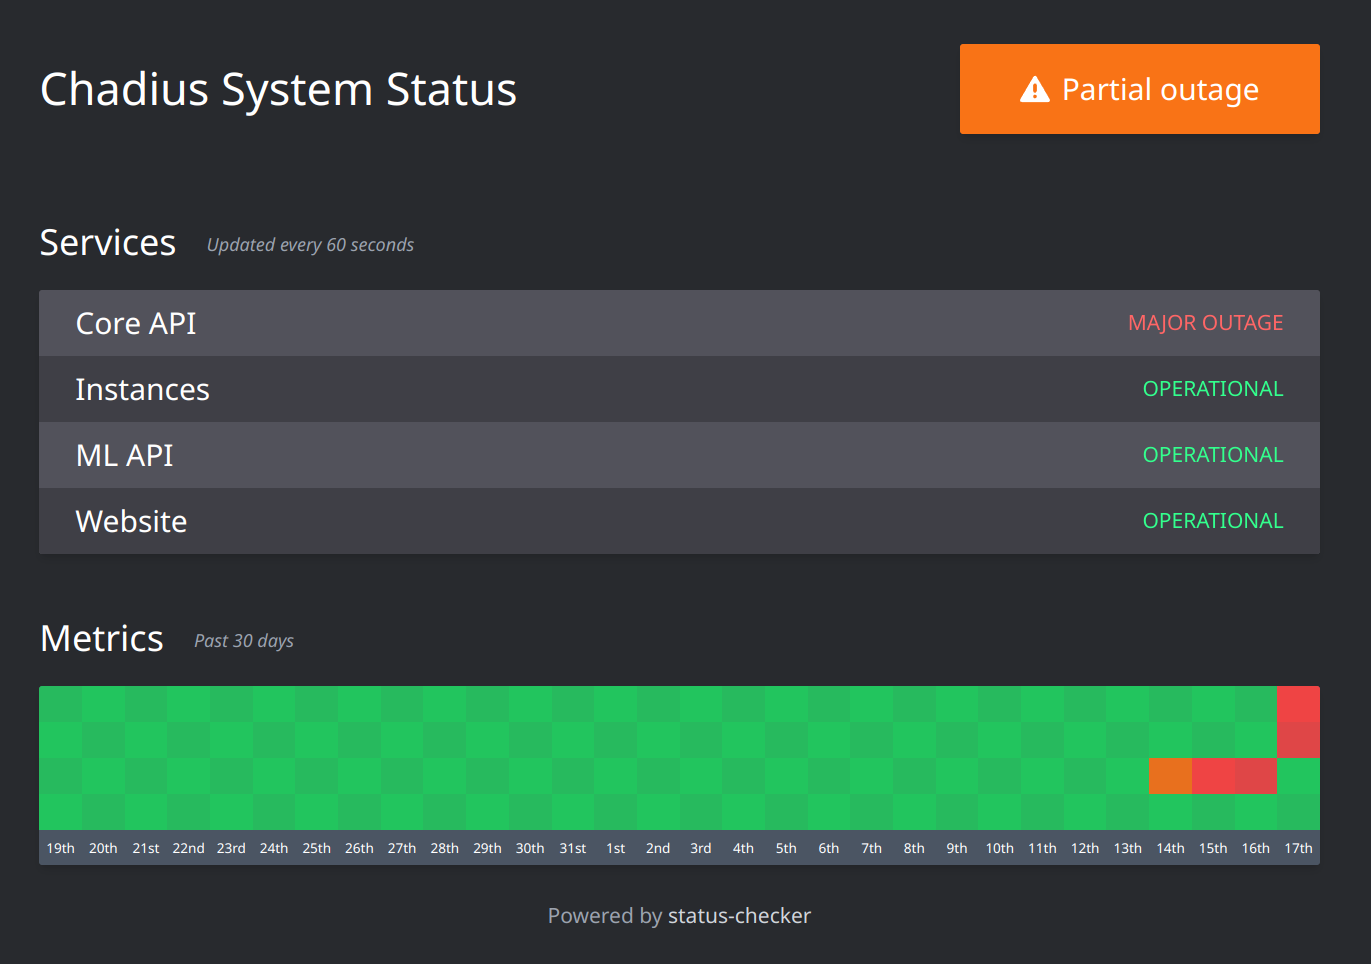 Chadius System Status
Partial outage
Services Updated every 60 seconds
Core API MAJOR OUTAGE
Instances OPERATIONAL
ML API OPERATIONAL
Website OPERATIONAL
Metrics Past 30 days
19th 20th 21st 22nd 23rd 24th 25th 26th 27th 28th 29th 30th 31st 1st 2nd 3rd 4th 5th 6th 7th 8th 9th 10th 11th 12th 13th 14th 15th 16th 17th
Powered by status-checker